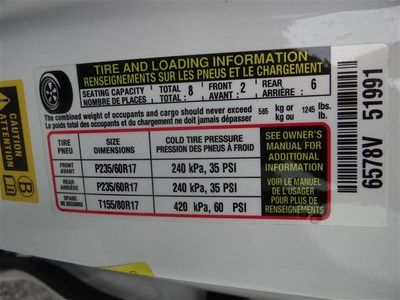 TIRE AND LOADING INFORMATION
RENSEIGNEMENTS SUR LES PNEUS ET LE CHARGEMENT
SEATING CAPACITY TOTAL 8 FRONT 2 REAR 6
NOMBRE DE PLACES TOTAL AVANT ARRIÈRE
The combined weight of occupants and cargo should never exceed 565 kg or 1245 lbs.
Le poids total des occupants et du chargement ne doit jamais dépasser kg ou lb.
TIRE PNEU SIZE DIMENSIONS COLD TIRE PRESSURE PRESSION DES PNEUS À FROID
FRONT AVANT P235/60R17 240 kPa, 35 PSI
REAR ARRIÈRE P235/60R17 240 kPa, 35 PSI
SPARE DE SECOURS T155/80R17 420 kPa, 60 PSI
SEE OWNER'S
MANUAL FOR
ADDITIONAL
INFORMATION
VOIR LE MANUEL
DE L'USAGER
POUR PLUS DE
RENSEIGNEMENTS
6578V 51991
CAUTION
ATTENTION
B